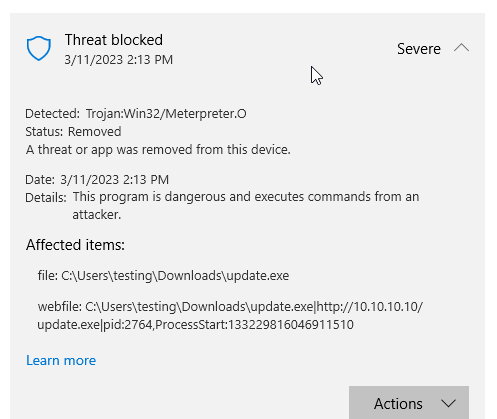 Threat blocked
3/11/2023 2:13 PM
Severe
Detected: Trojan:Win32/Meterpreter.O
Status: Removed
A threat or app was removed from this device.
Date: 3/11/2023 2:13 PM
Details: This program is dangerous and executes commands from an
attacker.
Affected items:
file: C:\Users\testing\Downloads\update.exe
webfile: C:\Users\testing\Downloads\update.exe|http://10.10.10.10/
update.exe|pid:2764,ProcessStart:133229816046911510
Learn more
Actions